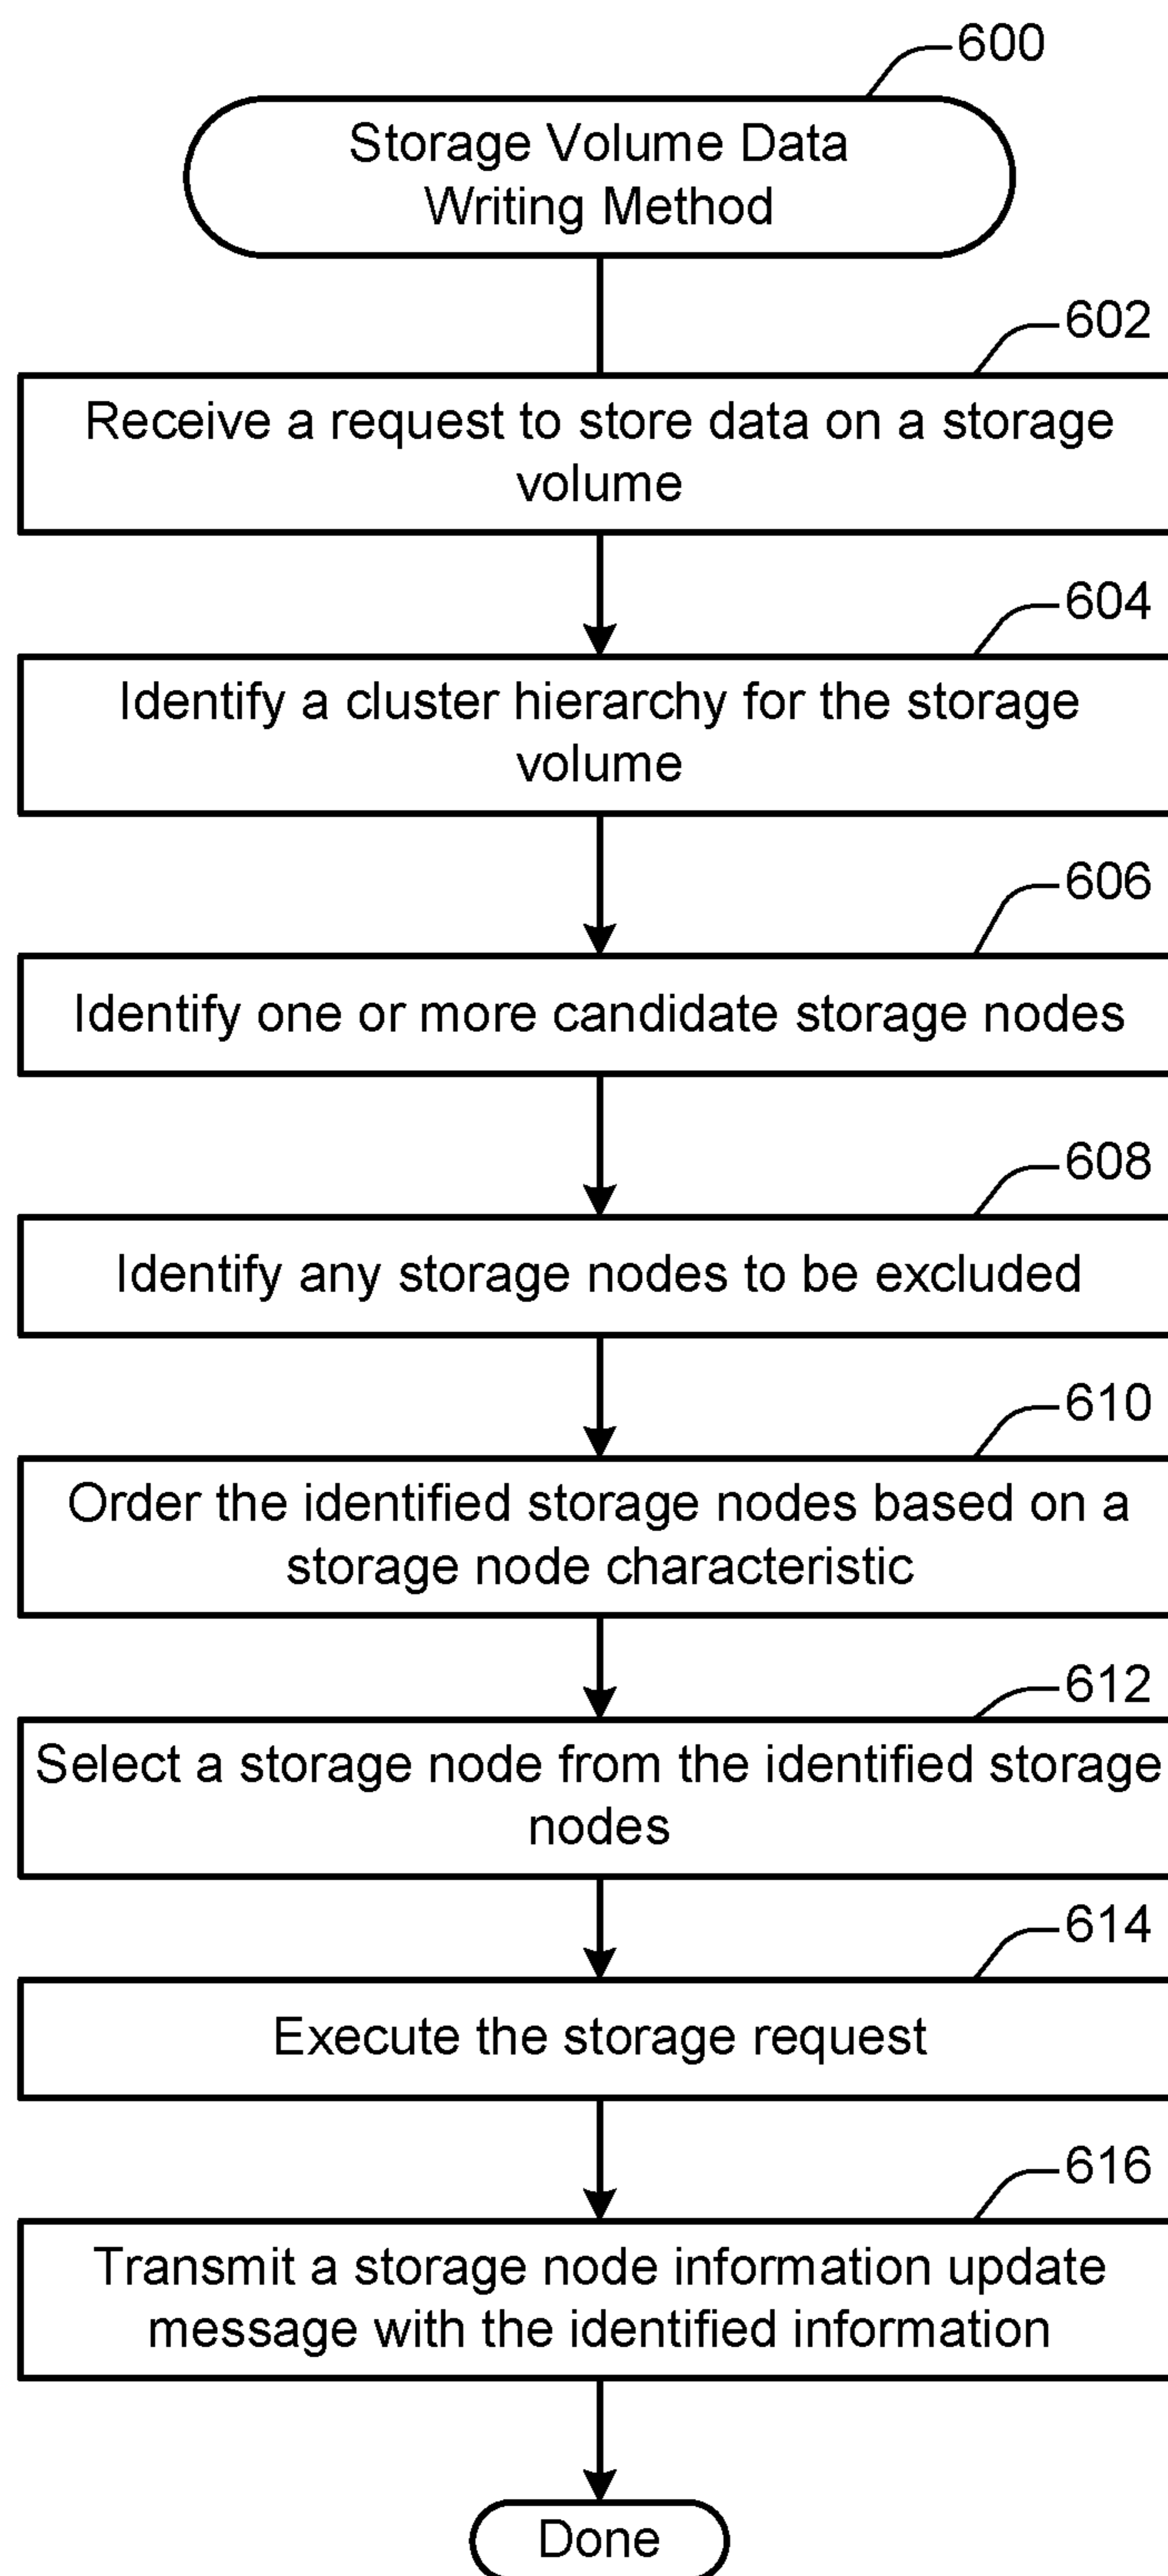 600
Storage Volume Data
Writing Method
602
Receive a request to store data on a storage
volume
604
Identify a cluster hierarchy for the storage
volume
606
Identify one or more candidate storage nodes
608
Identify any storage nodes to be excluded
610
Order the identified storage nodes based on a
storage node characteristic
612
Select a storage node from the identified storage
nodes
614
Execute the storage request
616
Transmit a storage node information update
message with the identified information
Done